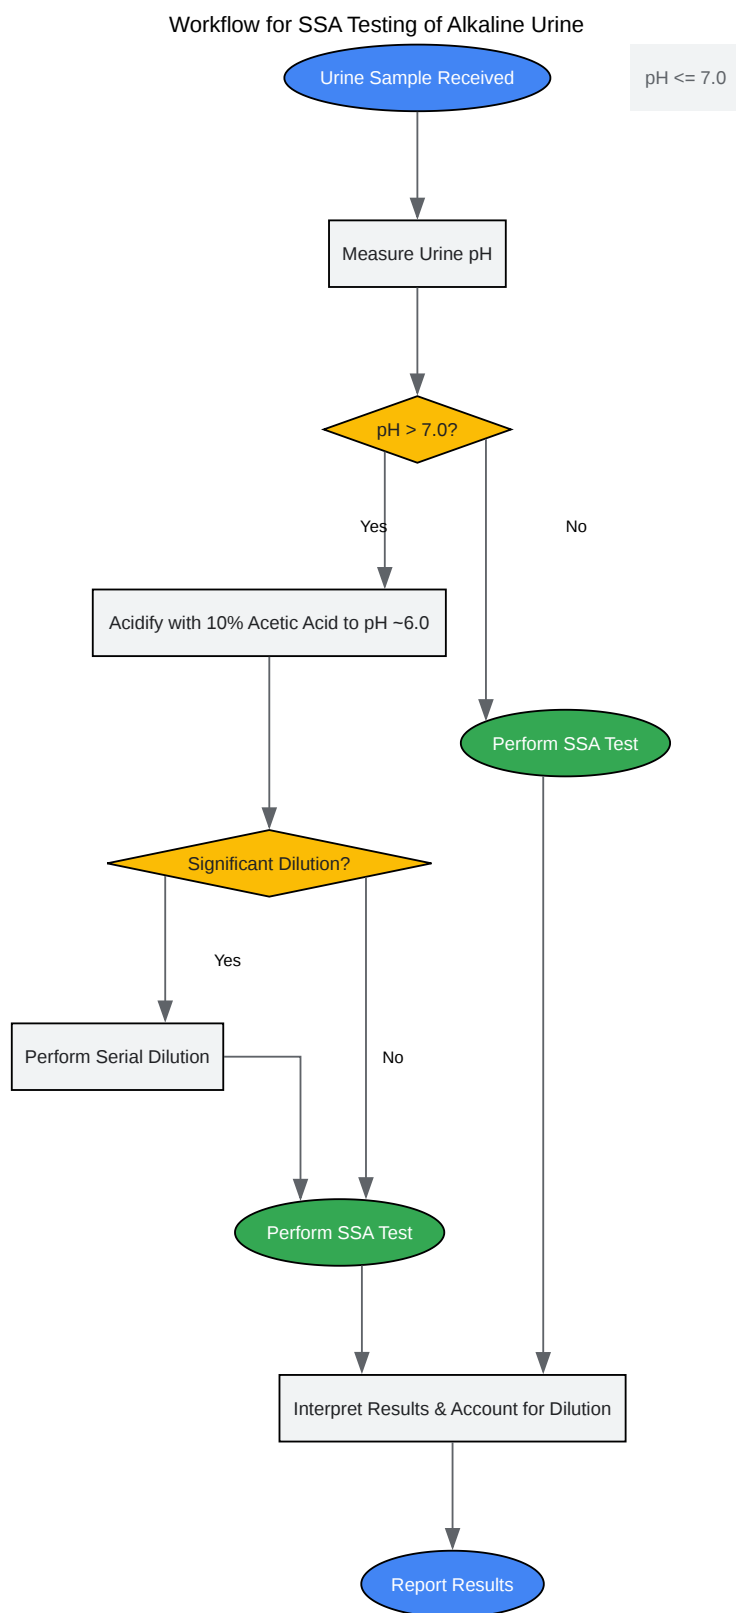 Workflow for SSA Testing of Alkaline Urine
Urine Sample Received
pH <= 7.0
Measure Urine pH
pH > 7.0?
Yes
No
Acidify with 10% Acetic Acid to pH ~6.0
Perform SSA Test
Significant Dilution?
Yes
Perform Serial Dilution
No
Perform SSA Test
Interpret Results & Account for Dilution
Report Results